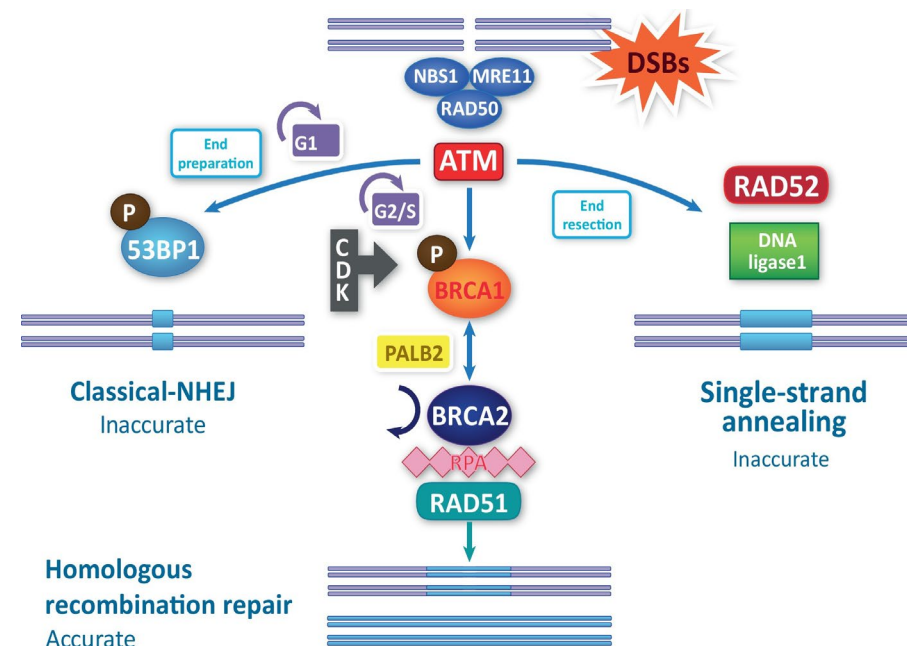 DSBs
NBS1
MRE11
RAD50
G1
End
preparation
ATM
P
53BP1
G2/S
End
resection
RAD52
DNA
ligase1
C
D
K
P
BRCA1
PALB2
BRCA2
RPA
RAD51
Classical-NHEJ
Inaccurate
Single-strand
annealing
Inaccurate
Homologous
recombination repair
Accurate